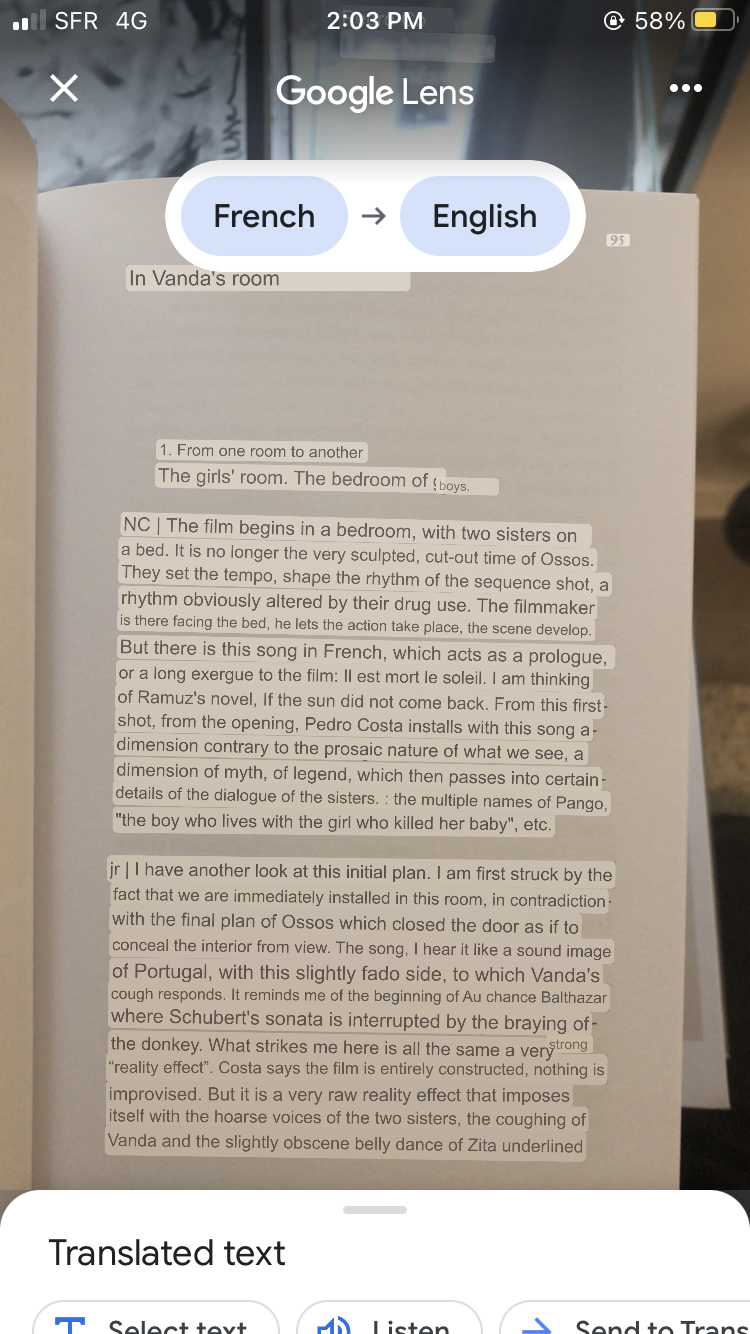 SFR 4G 2:03 PM 58%
Google Lens
French → English
95
In Vanda's room
1. From one room to another
The girls' room. The bedroom of
boys.
NC | The film begins in a bedroom, with two sisters on
a bed. It is no longer the very sculpted, cut-out time of Ossos.
They set the tempo, shape the rhythm of the sequence shot, a
rhythm obviously altered by their drug use. The filmmaker
is there facing the bed, he lets the action take place, the scene develop.
But there is this song in French, which acts as a prologue,
or a long exergue to the film: Il est mort le soleil. I am thinking
of Ramuz's novel, If the sun did not come back. From this first-
shot, from the opening, Pedro Costa installs with this song a-
dimension contrary to the prosaic nature of what we see, a
dimension of myth, of legend, which then passes into certain-
details of the dialogue of the sisters. : the multiple names of Pango,
"the boy who lives with the girl who killed her baby", etc.
jr | I have another look at this initial plan. I am first struck by the
fact that we are immediately installed in this room, in contradiction-
with the final plan of Ossos which closed the door as if to
conceal the interior from view. The song, I hear it like a sound image
of Portugal, with this slightly fado side, to which Vanda's
cough responds. It reminds me of the beginning of Au chance Balthazar
where Schubert's sonata is interrupted by the braying of-
the donkey. What strikes me here is all the same a very strong
“reality effect”. Costa says the film is entirely constructed, nothing is
improvised. But it is a very raw reality effect that imposes
itself with the hoarse voices of the two sisters, the coughing of
Vanda and the slightly obscene belly dance of Zita underlined
Translated text
Select text Listen Send to Trans